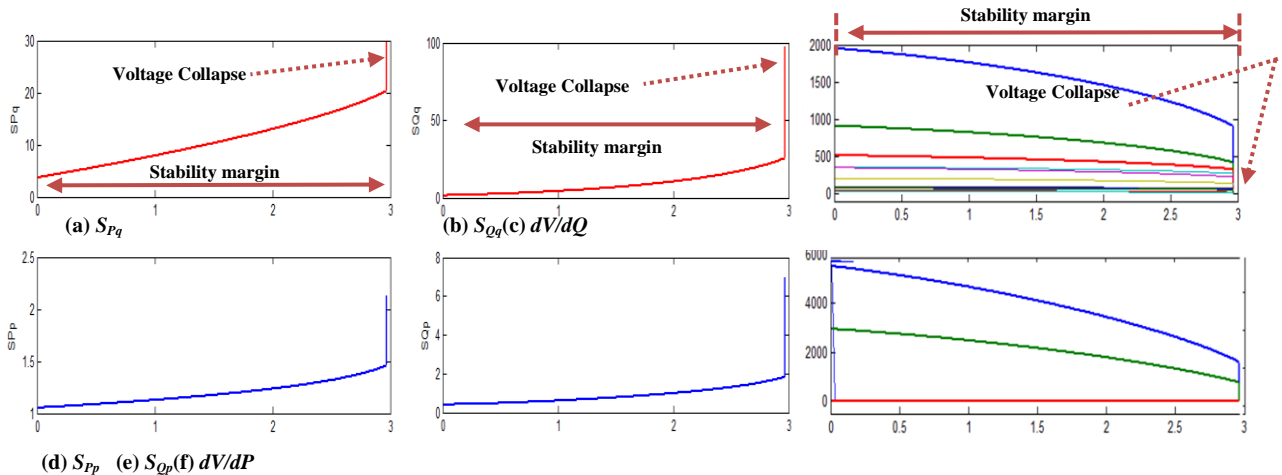 Stability margin
30
20
10
0
SPq
Voltage Collapse
Stability margin
0 1 2 3
(a) SPq
100
50
0
SQq
Voltage Collapse
Stability margin
0 1 2 3
(b) SQq(c) dV/dQ
2000
1500
1000
500
0
Voltage Collapse
0 0.5 1 1.5 2 2.5 3
2.5
2
1.5
1
SPp
0 1 2 3
8
6
4
2
0
SQp
0 1 2 3
6000
4000
2000
0
0 0.5 1 1.5 2 2.5 3
(d) SPp (e) SQp(f) dV/dP